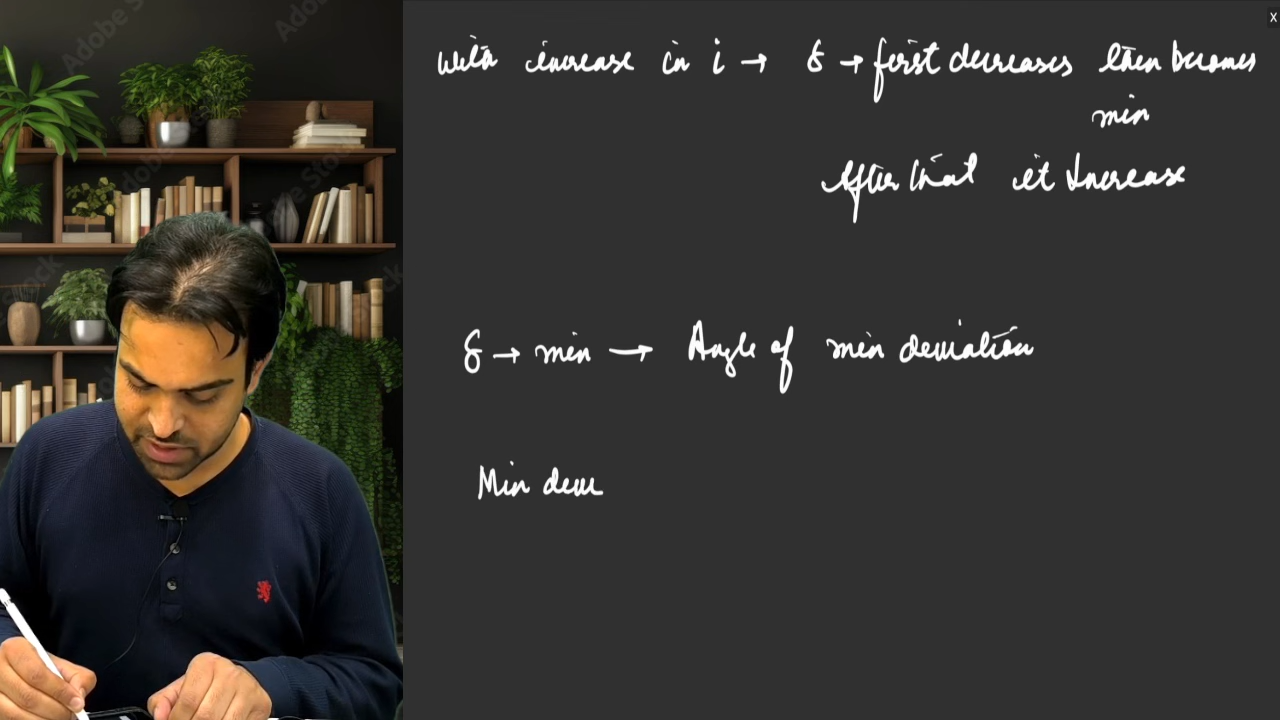 With increase in i → δ → first decreases then becomes
min
After that it Increase
δ → min → Angle of min deviation
Min devi
x